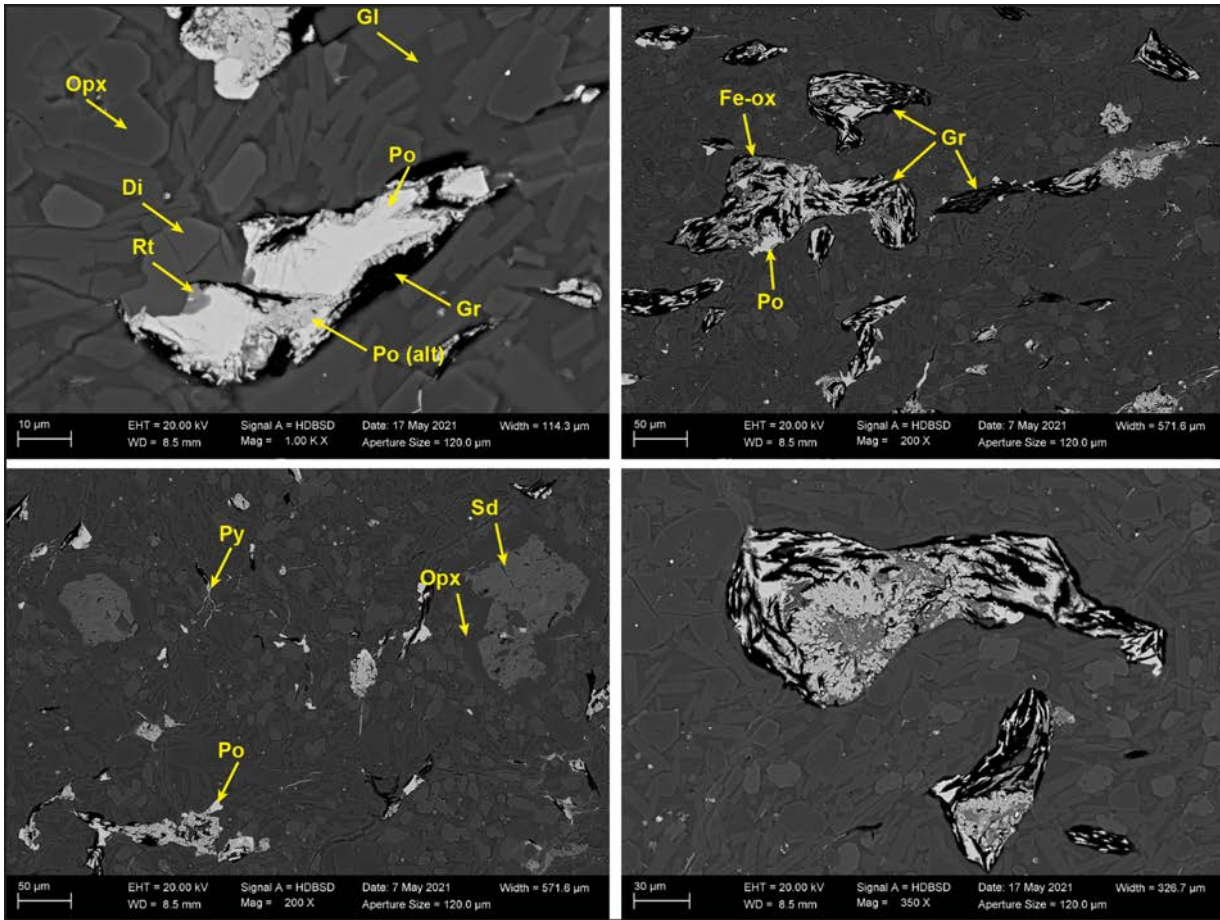 Gl
Opx
Po
Di
Rt
Gr
Po (alt)
10 µm
EHT = 20.00 kV
Signal A = HDBSD
Date: 17 May 2021
Width = 114.3 µm
WD = 8.5 mm
Mag = 1.00 K X
Aperture Size = 120.0 µm
Fe-ox
Gr
Po
50 µm
EHT = 20.00 kV
Signal A = HDBSD
Date: 7 May 2021
Width = 571.6 µm
WD = 8.5 mm
Mag = 200 X
Aperture Size = 120.0 µm
Sd
Py
Opx
Po
50 µm
EHT = 20.00 kV
Signal A = HDBSD
Date: 7 May 2021
Width = 571.6 µm
WD = 8.5 mm
Mag = 200 X
Aperture Size = 120.0 µm
30 µm
EHT = 20.00 kV
Signal A = HDBSD
Date: 17 May 2021
Width = 326.7 µm
WD = 8.5 mm
Mag = 350 X
Aperture Size = 120.0 µm